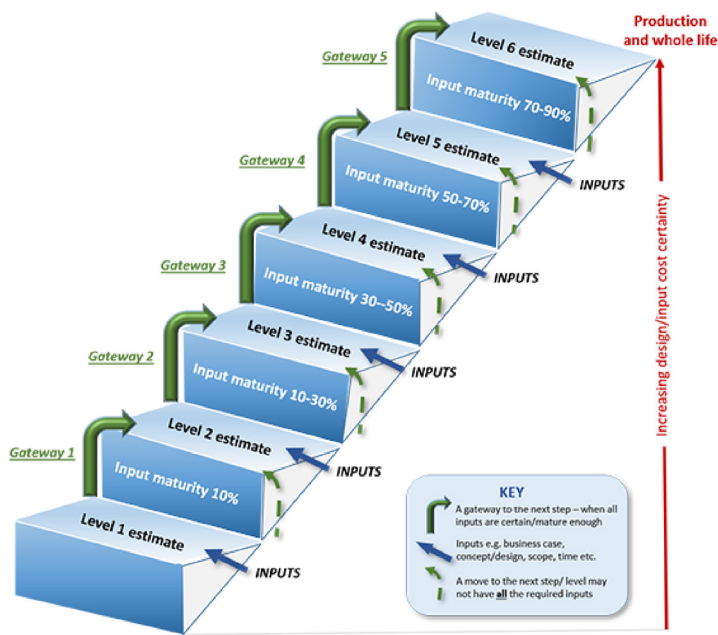 Production
and whole life
Gateway 5
Level 6 estimate
Input maturity 70-90%
Gateway 4
Level 5 estimate
INPUTS
Input maturity 50-70%
Gateway 3
Level 4 estimate
INPUTS
Input maturity 30--50%
Gateway 2
Level 3 estimate
INPUTS
Input maturity 10-30%
Gateway 1
Level 2 estimate
INPUTS
Input maturity 10%
Level 1 estimate
INPUTS
Increasing design/input cost certainty
KEY
A gateway to the next step – when all
inputs are certain/mature enough
Inputs e.g. business case,
concept/design, scope, time etc.
A move to the next step/ level may
not have all the required inputs